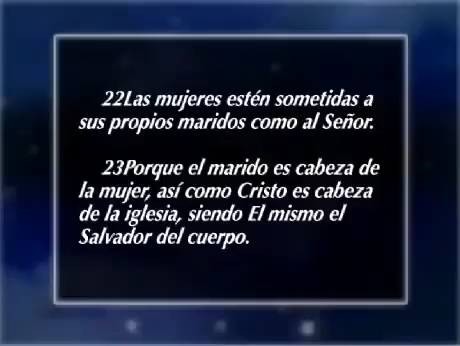 22Las mujeres estén sometidas a
sus propios maridos como al Señor.
23Porque el marido es cabeza de
la mujer, así como Cristo es cabeza
de la iglesia, siendo El mismo el
Salvador del cuerpo.